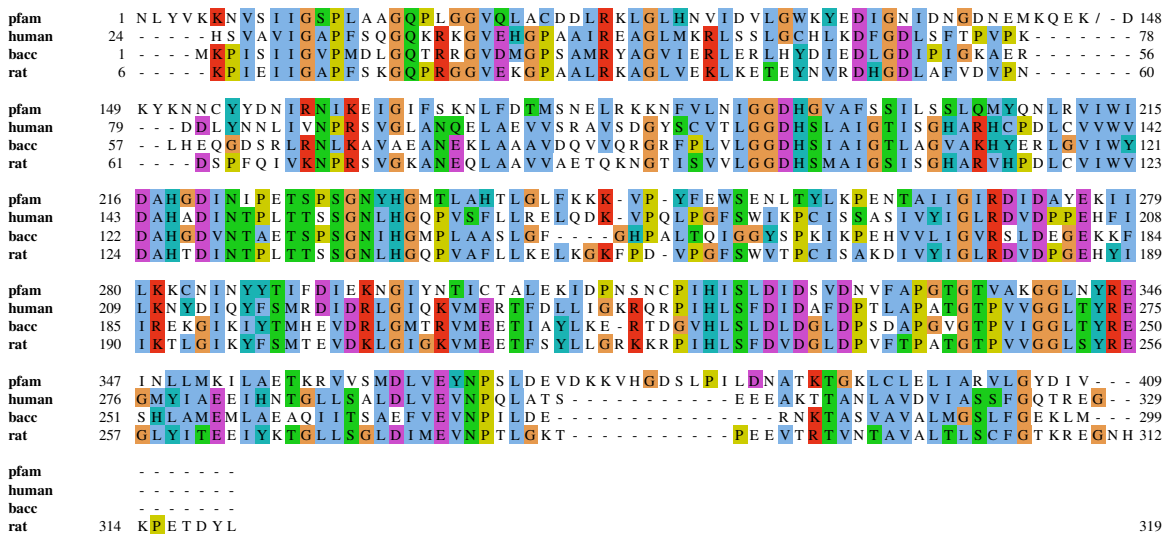 pfam 1 NLYVKKNVSIIGSPLAAGQPLGGVQLACDDLRKLGLHNVIDVLGWKYEDIGNIDNGDNEMKQEK/-D 148
human 24 -----HSVAVIGAPFSQGQKRKGVEHGPAAIREAGLMKRLSSLGCHLKDFGDLSFTPVPK------- 78
bacc 1 ----MKPISIIGVPMDLGQTRRGVDMGPSAMRYAGVIERLERLHYDIEDLGDIPIGKAER------- 56
rat 6 ----KPIEIIGAPFSKGQPRGGVEKGPAALRKAGLVEKLKETEYNVRDHGDLAFVDVPN------- 60
pfam 149 KYKNNCYYDNIRNIKEIGIFSKNLFDTMSNELRKKNFVLNIGGDHGVAFSSILSSLQMYQNLRVIWI 215
human 79 ---DDLYNNLIVNPRSVGLANQELAEVVSRAVSDGYSCVTLGGDHSLAIGTISGHARHCPDLCVVWV 142
bacc 57 --LHEQGDSRLRNLKAVAEANEKLAAAVDQVVQRGRFPLVLGGDHSIAIGTLAGVAKHYERLGVIWY 121
rat 61 ----DSPFQIVKNPRSVGKANEQLAAVVAETQKNGTISVVLGGDHSMAIGSISGHARVHPDLCVIWV 123
pfam 216 DAHGDINIPETSPSGNYHGMTLAHTLGLFKKK-VP-YFEWSENLTYLKPENTAIIGIRDIDAYEKII 279
human 143 DAHADINTPLTTSSGNLHGQPVSFLLRELQDK-VPQLPGFSWIKPCISSASIVYIGLRDVDPPEHFI 208
bacc 122 DAHGDVNTAETSPSGNIHGMPLAASLGF----GHPALTQIGGYSPKIKPEHVVLIGVRSLDEGEKKF 184
rat 124 DAHTDINTPLTTSSGNLHGQPVAFLLKELKGKFPD-VPGFSWVTPCISAKDIVYIGLRDVDPGEHYI 189
pfam 280 LKKCNINYYTIFDIEKNGIYNTICTALEKIDPNSNCPIHISLDIDSVDNVFAPGTGTVAKGGLNYRE 346
human 209 LKNYDIQYFSMRDIDRLGIQKVMERTFDLLIGKRQRPIHLSFDIDAFDPTLAPATGTPVVGGLTYRE 275
bacc 185 IREKGIKIYTMHEVDRLGMTRVMEETIAYLKE-RTDGVHLSLDLDGLDPSDAPGVGTPVIGGLTYRE 250
rat 190 IKTLGIKYFSMTEVDKLGIGKVMEETFSYLLGRKKRPIHLSFDVDGLDPVFTPATGTPVVGGLSYRE 256
pfam 347 INLLMKILAETKRVVSMDLVEYNPSLDEVDKKVHGDSLPILDNATKTGKLCLELIARVLGYDIV--- 409
human 276 GMYIAEEIHNTGLLSALDLVEVNPQLATS--------EEEAKTTANLAVDVIASSFGQTREG- 329
bacc 251 SHLAMEMLAEAQIITSAEFVEVNPILDE-----------RNKTASVAVALMGSLFGEKLM--- 299
rat 257 GLYITEEIYKTGLLSGLDIMEVNPTLGKT----------PEEVTRTVNTAVALTLSCFGTKREGNH 312
pfam -------
human -------
bacc -------
rat 314 KPETDYL 319